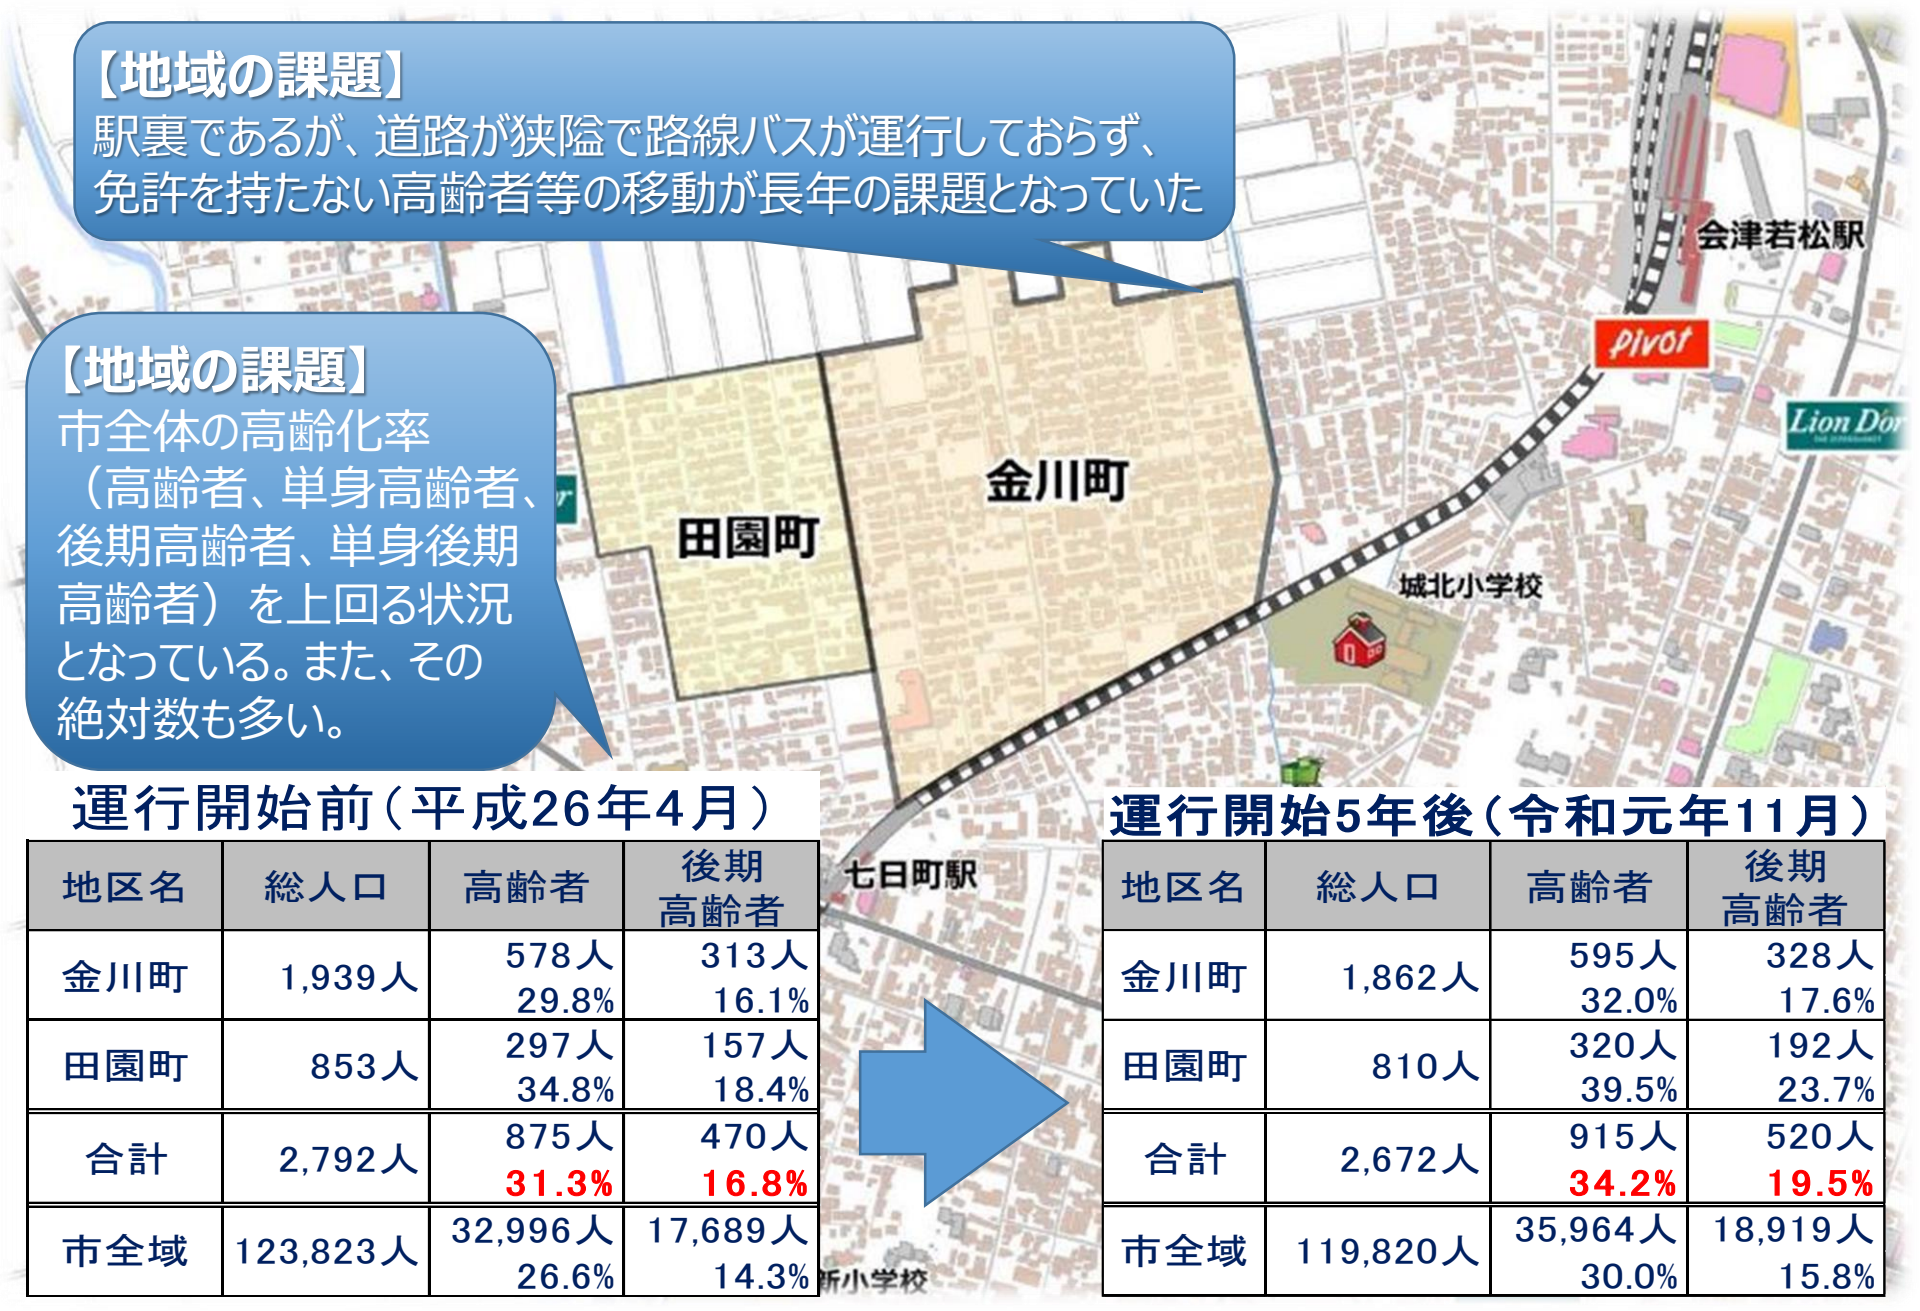 【地域の課題】
駅裏であるが、道路が狭隘で路線バスが運行しておらず、
免許を持たない高齢者等の移動が長年の課題となっていた
会津若松駅
pivot
Lion Dor
【地域の課題】
市全体の高齢化率
（高齢者、単身高齢者、
後期高齢者、単身後期
高齢者）を上回る状況
となっている。また、その
絶対数も多い。
金川町
田園町
城北小学校
七日町駅
新小学校
運行開始前（平成26年4月）
地区名 総人口 高齢者 後期
高齢者
金川町 1,939人 578人 313人
29.8% 16.1%
田園町 853人 297人 157人
34.8% 18.4%
合計 2,792人 875人 470人
31.3% 16.8%
市全域 123,823人 32,996人 17,689人
26.6% 14.3%
運行開始5年後（令和元年11月）
地区名 総人口 高齢者 後期
高齢者
金川町 1,862人 595人 328人
32.0% 17.6%
田園町 810人 320人 192人
39.5% 23.7%
合計 2,672人 915人 520人
34.2% 19.5%
市全域 119,820人 35,964人 18,919人
30.0% 15.8%